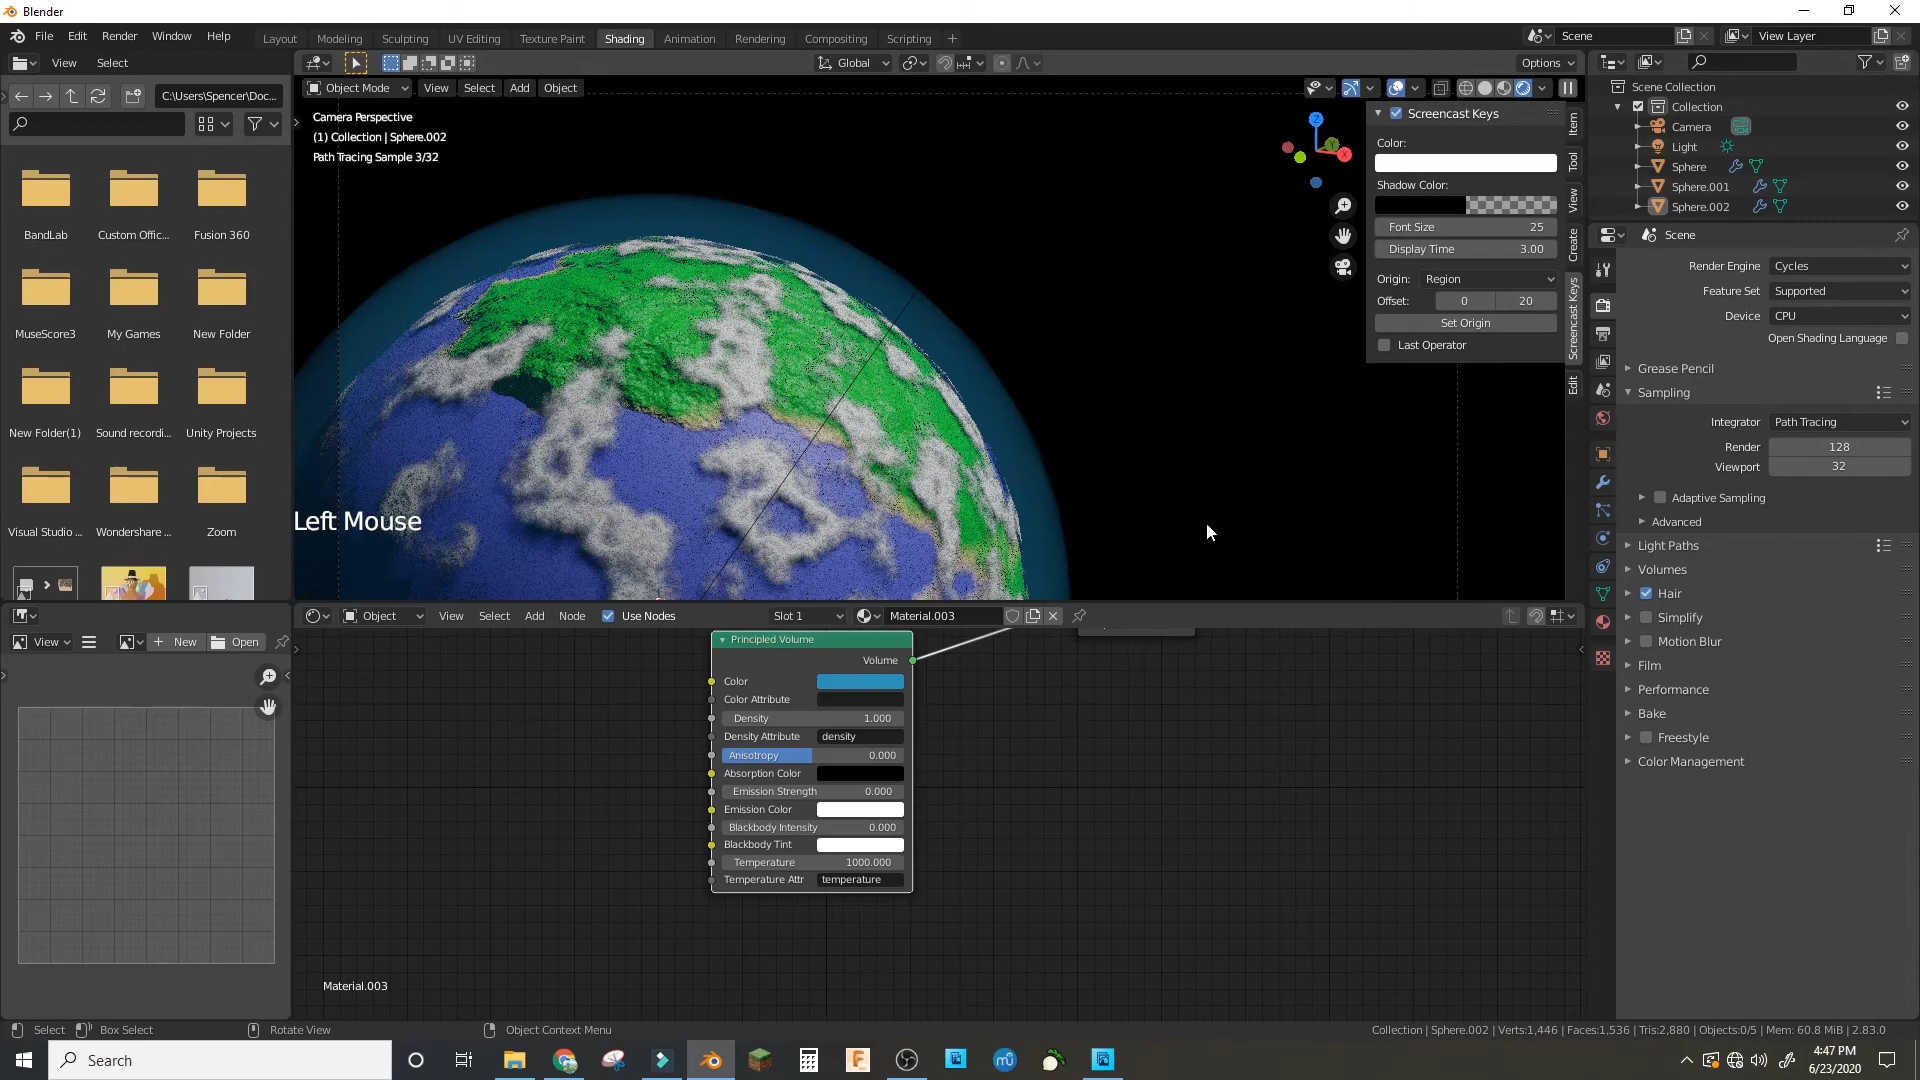 Blender
File Edit Render Window Help
Layout Modeling Sculpting UV Editing Texture Paint Shading Animation Rendering Compositing Scripting
Scene
View Layer
View Select
Global
Options
C:\Users\Spencer\Doc...
Object Mode View Select Add Object
Camera Perspective
(1) Collection | Sphere.002
Path Tracing Sample 3/32
Z
Y
X
Screencast Keys
Color:
Shadow Color:
Font Size 25
Display Time 3.00
Origin: Region
Offset: 0 20
Set Origin
Last Operator
Item
Tool
View
Create
Screencast Keys
Edit
Scene Collection
Collection
Camera
Light
Sphere
Sphere.001
Sphere.002
Scene
Render Engine Cycles
Feature Set Supported
Device CPU
Open Shading Language
Grease Pencil
Sampling
Integrator Path Tracing
Render 128
Viewport 32
Adaptive Sampling
Advanced
Light Paths
Volumes
Hair
Simplify
Motion Blur
Film
Performance
Bake
Freestyle
Color Management
BandLab Custom Offic... Fusion 360
MuseScore3 My Games New Folder
New Folder(1) Sound recordi... Unity Projects
Visual Studio ... Wondershare ... Zoom
Left Mouse
View New Open
Object View Select Add Node Use Nodes Slot 1 Material.003
Principled Volume
Volume
Color
Color Attribute
Density 1.000
Density Attribute density
Anisotropy 0.000
Absorption Color
Emission Strength 0.000
Emission Color
Blackbody Intensity 0.000
Blackbody Tint
Temperature 1000.000
Temperature Attr temperature
Material.003
Select Box Select Rotate View Object Context Menu
Collection | Sphere.002 | Verts:1,446 | Faces:1,536 | Tris:2,880 | Objects:0/5 | Mem: 60.8 MiB | 2.83.0
Search
4:47 PM
6/23/2020